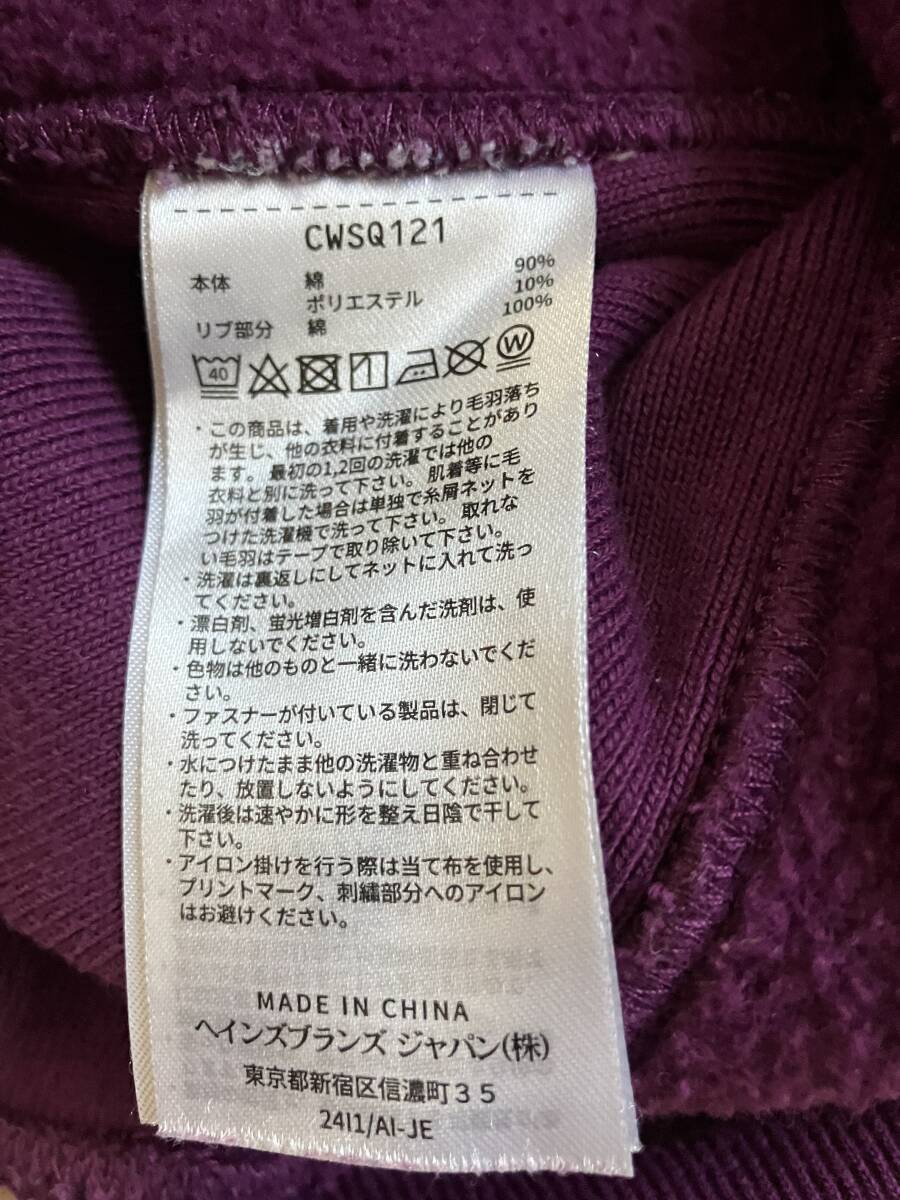 CWSQ121
本体 綿 90%
ポリエステル 10%
リブ部分 綿 100%
40 W
・この商品は、着用や洗濯により毛羽落ち
が生じ、他の衣料に付着することがあり
ます。最初の1,2回の洗濯では他の
衣料と別に洗って下さい。肌着等に毛
羽が付着した場合は単独で糸屑ネットを
つけた洗濯機で洗って下さい。取れな
い毛羽はテープで取り除いて下さい。
・洗濯は裏返しにしてネットに入れて洗っ
てください。
・漂白剤、蛍光増白剤を含んだ洗剤は、使
用しないでください。
・色物は他のものと一緒に洗わないでくだ
さい。
・ファスナーが付いている製品は、閉じて
洗ってください。
・水につけたまま他の洗濯物と重ね合わせ
たり、放置しないようにしてください。
・洗濯後は速やかに形を整え日陰で干して
下さい。
・アイロン掛けを行う際は当て布を使用し、
プリントマーク、刺繍部分へのアイロン
はお避けください。
MADE IN CHINA
ヘインズブランズ ジャパン(株)
東京都新宿区信濃町35
24I1/AI-JE